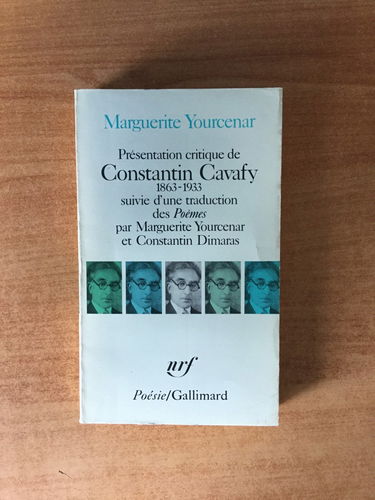 Marguerite Yourcenar
Présentation critique de
Constantin Cavafy
1863-1933
suivie d'une traduction
des Poèmes
par Marguerite Yourcenar
et Constantin Dimaras
nrf
Poésie/Gallimard